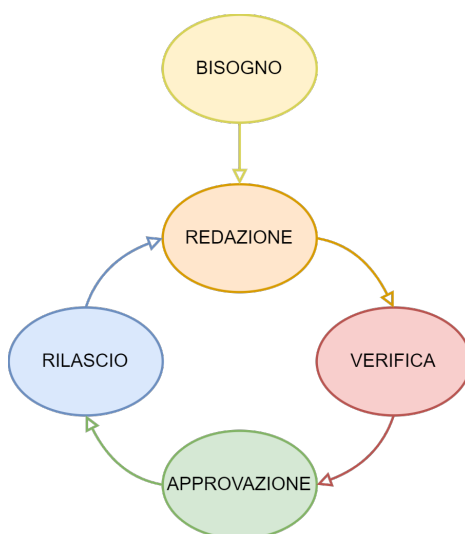 BISOGNO
REDAZIONE
RILASCIO
VERIFICA
APPROVAZIONE